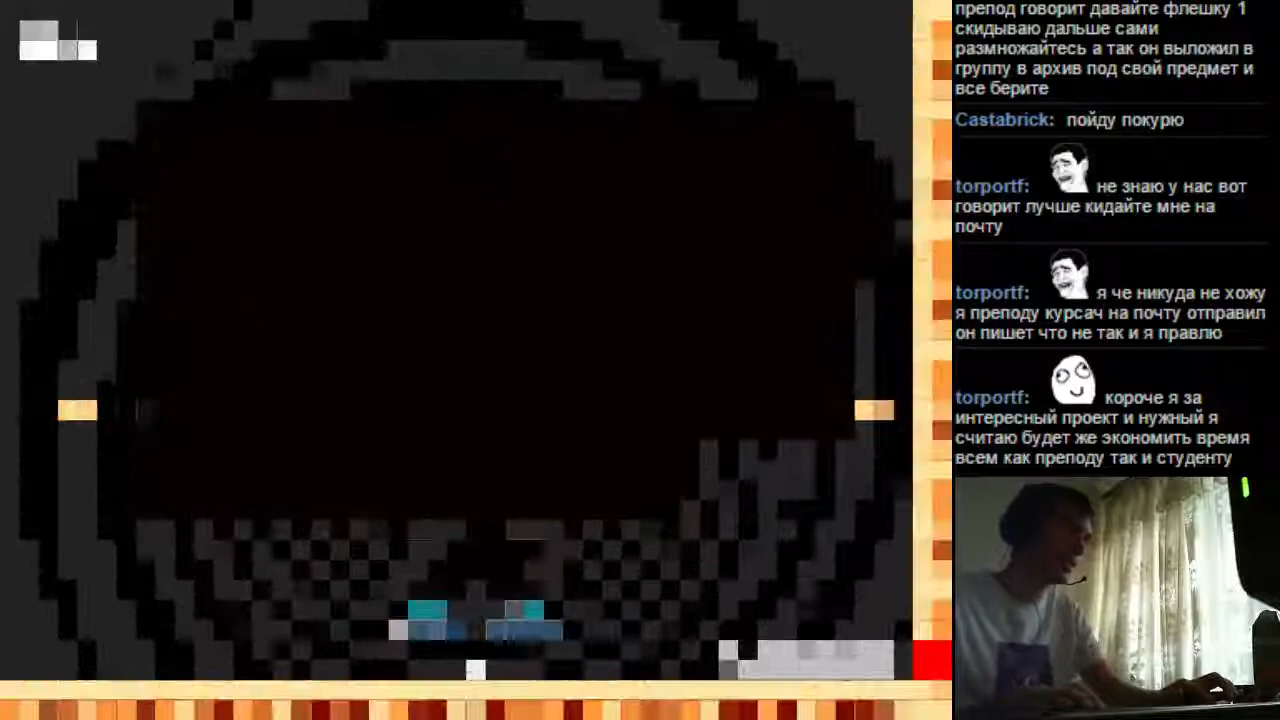 препод говорит давайте флешку 1
скидываю дальше сами
размножайтесь а так он выложил в
группу в архив под свой предмет и
все берите
Castabrick: пойду покурю
torportf: не знаю у нас вот
говорит лучше кидайте мне на
почту
torportf: я че никуда не хожу
я преподу курсач на почту отправил
он пишет что не так и я правлю
torportf: короче я за
интересный проект и нужный я
считаю будет же экономить время
всем как преподу так и студенту